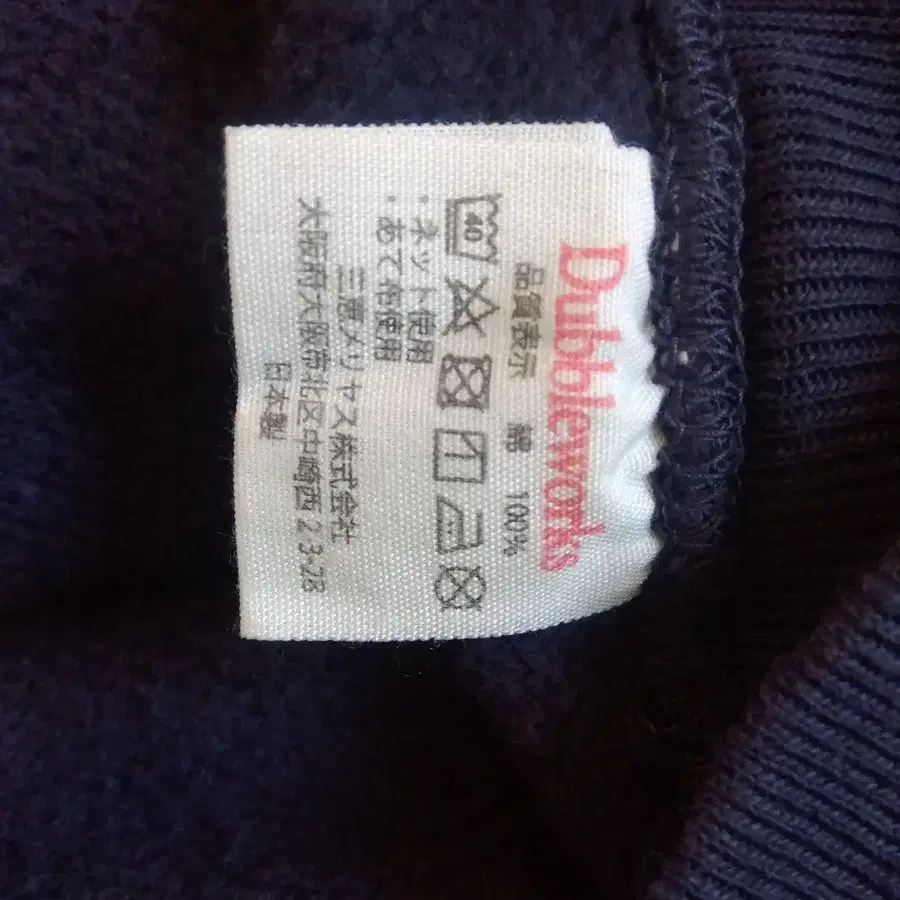 Dubbleworks
品質表示 綿 100%
40
・ネット使用
・あて布使用
三恵メリヤス株式会社
大阪府大阪市北区中崎西2-3-28
日本製